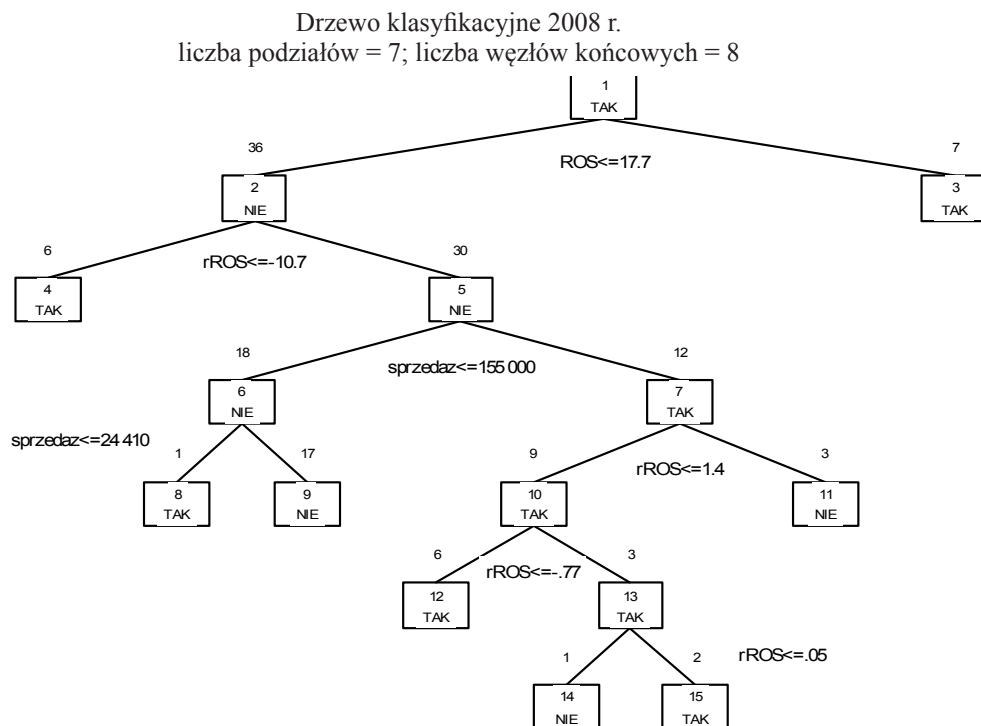 Drzewo klasyfikacyjne 2008 r.
liczba podziałów = 7; liczba węzłów końcowych = 8
1
TAK
36
ROS<=17.7
7
2
NIE
3
TAK
6
rROS<=-10.7
30
4
TAK
5
NIE
18
sprzedaz<=155 000
12
6
NIE
7
TAK
sprzedaz<=24 410
1
17
9
rROS<=1.4
3
8
TAK
9
NIE
10
TAK
11
NIE
6
rROS<=-.77
3
12
TAK
13
TAK
1
2
rROS<=.05
14
NIE
15
TAK